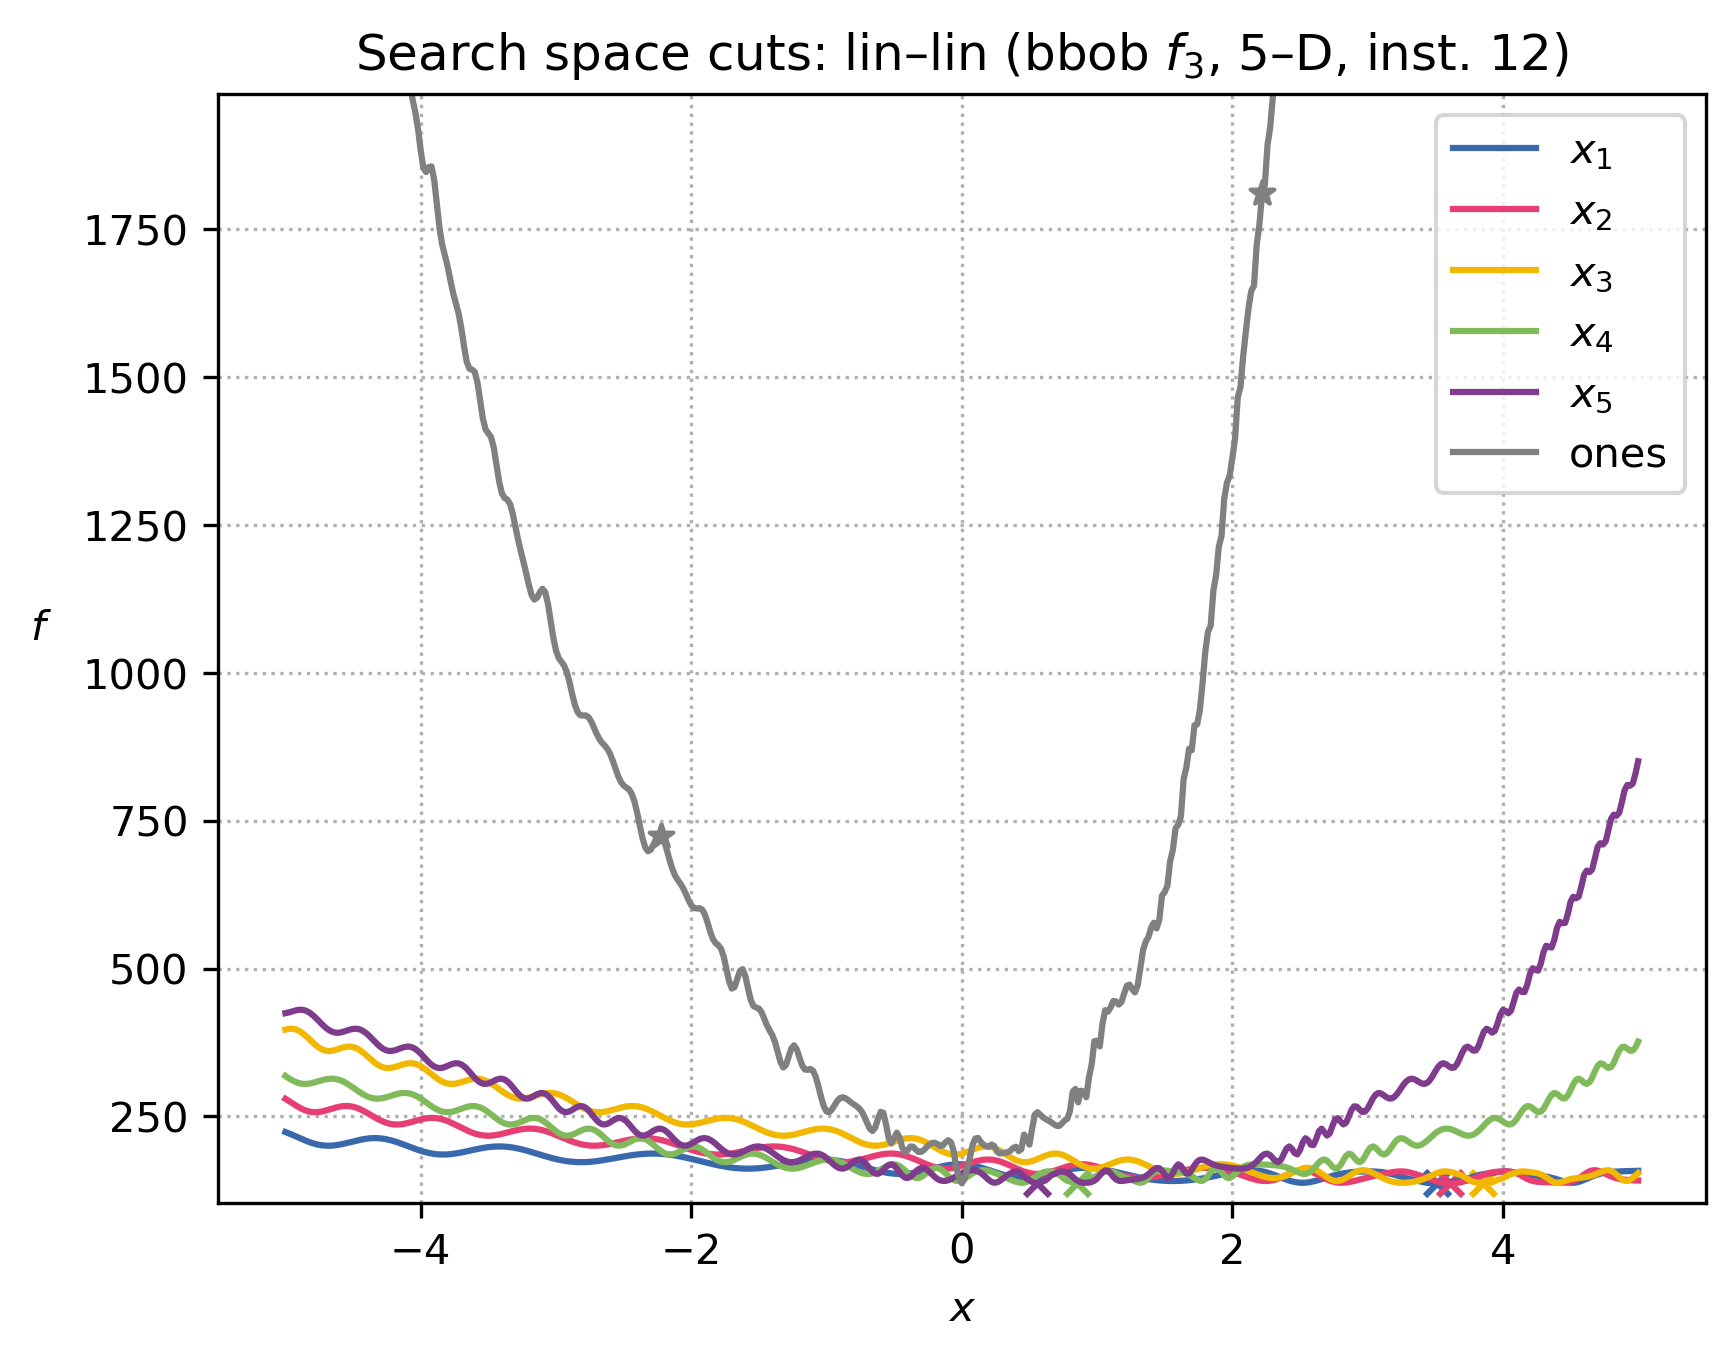 Search space cuts: lin–lin (bbob f₃, 5–D, inst. 12)
x₁
x₂
x₃
x₄
x₅
ones
1750
1500
1250
1000
750
500
250
f
−4 −2 0 2 4
x